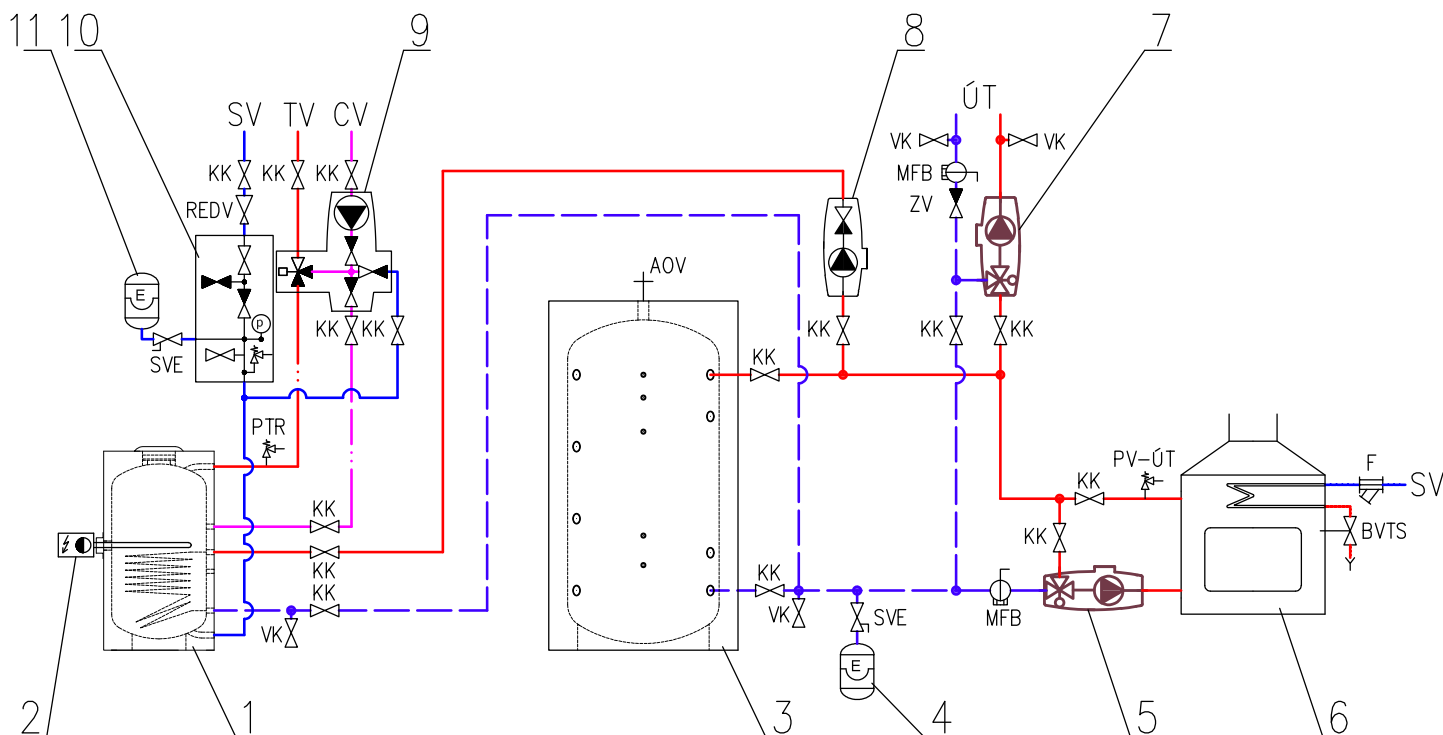 11 10 9 8 7
ÚT
SV TV CV
VK VK
KK KK KK
MFB
REDV
ZV
AOV
E
P
KK KK KK KK KK
SVE
KK
PTR
PV-ÚT F
KK SV
KK
KK BVTS
KK
KK
KK
VK VK SVE MFB
E
2 1 3 4 5 6